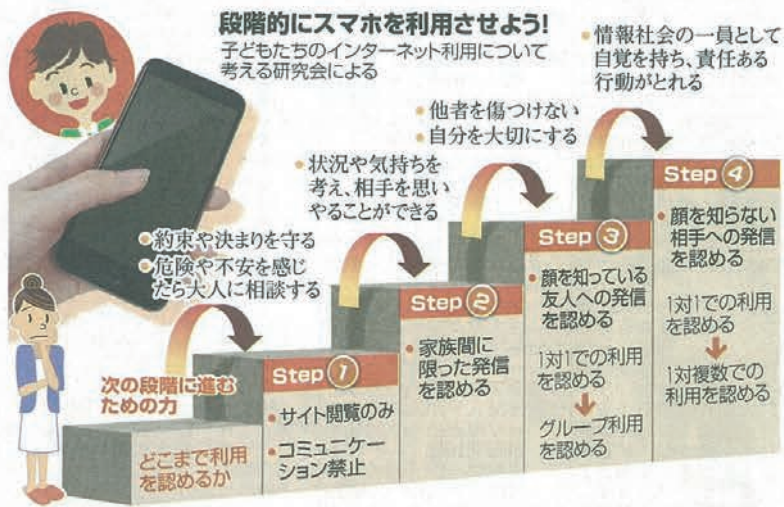 段階的にスマホを利用させよう!
子どもたちのインターネット利用について
考える研究会による
次の段階に進む
ための力
どこまで利用
を認めるか
• 約束や決まりを守る
• 危険や不安を感じ
たら大人に相談する
Step ①
• サイト閲覧のみ
• コミュニケー
ション禁止
• 状況や気持ちを
考え、相手を思い
やることができる
Step ②
• 家族間に
限った発信
を認める
• 他者を傷つけない
• 自分を大切にする
Step ③
• 顔を知っている
友人への発信
を認める
1対1での利用
を認める
↓
グループ利用
を認める
• 情報社会の一員として
自覚を持ち、責任ある
行動がとれる
Step ④
• 顔を知らない
相手への発信
を認める
1対1での利用
を認める
↓
1対複数での
利用を認める